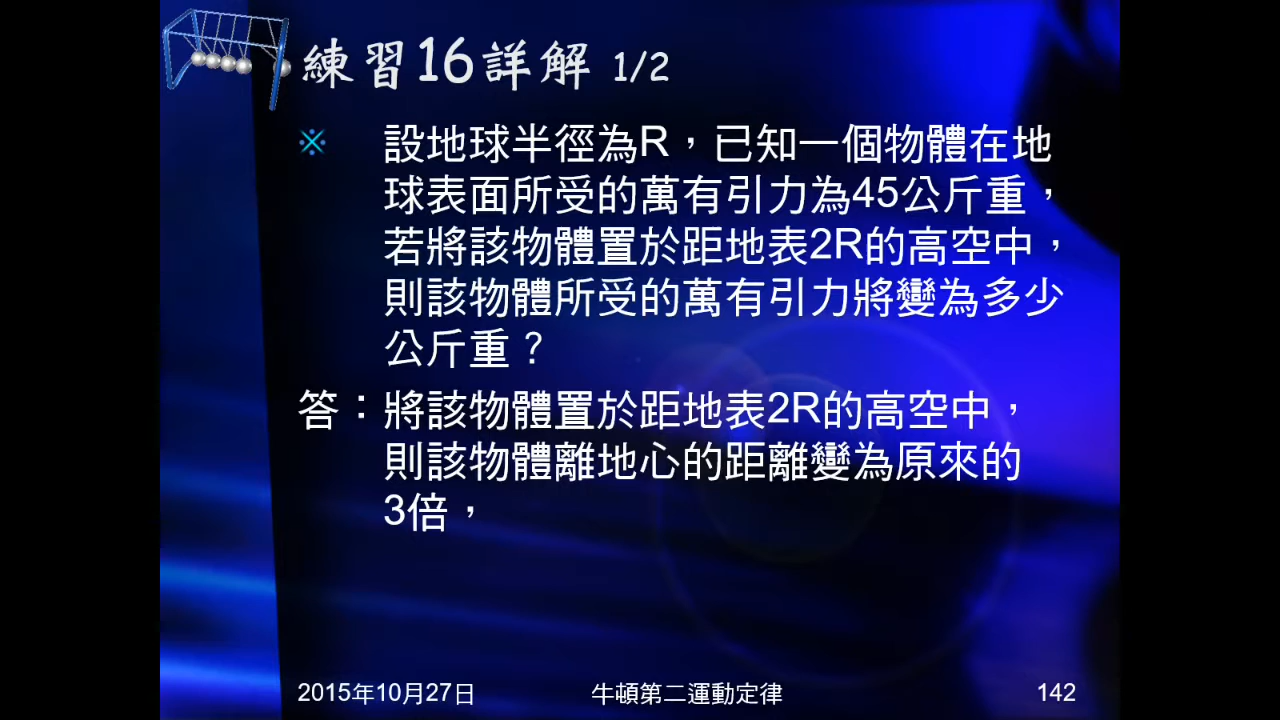 練習16詳解 1/2
※ 設地球半徑為R，已知一個物體在地
球表面所受的萬有引力為45公斤重，
若將該物體置於距地表2R的高空中，
則該物體所受的萬有引力將變為多少
公斤重？
答：將該物體置於距地表2R的高空中，
則該物體離地心的距離變為原來的
3倍，
2015年10月27日 牛頓第二運動定律 142